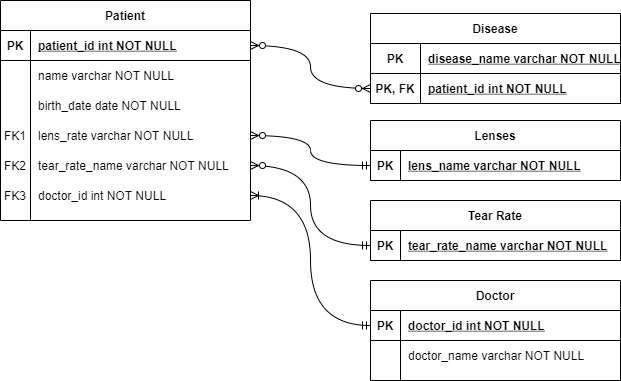 Patient
PK patient_id int NOT NULL
name varchar NOT NULL
birth_date date NOT NULL
FK1 lens_rate varchar NOT NULL
FK2 tear_rate_name varchar NOT NULL
FK3 doctor_id int NOT NULL
Disease
PK disease_name varchar NOT NULL
PK, FK patient_id int NOT NULL
Lenses
PK lens_name varchar NOT NULL
Tear Rate
PK tear_rate_name varchar NOT NULL
Doctor
PK doctor_id int NOT NULL
doctor_name varchar NOT NULL